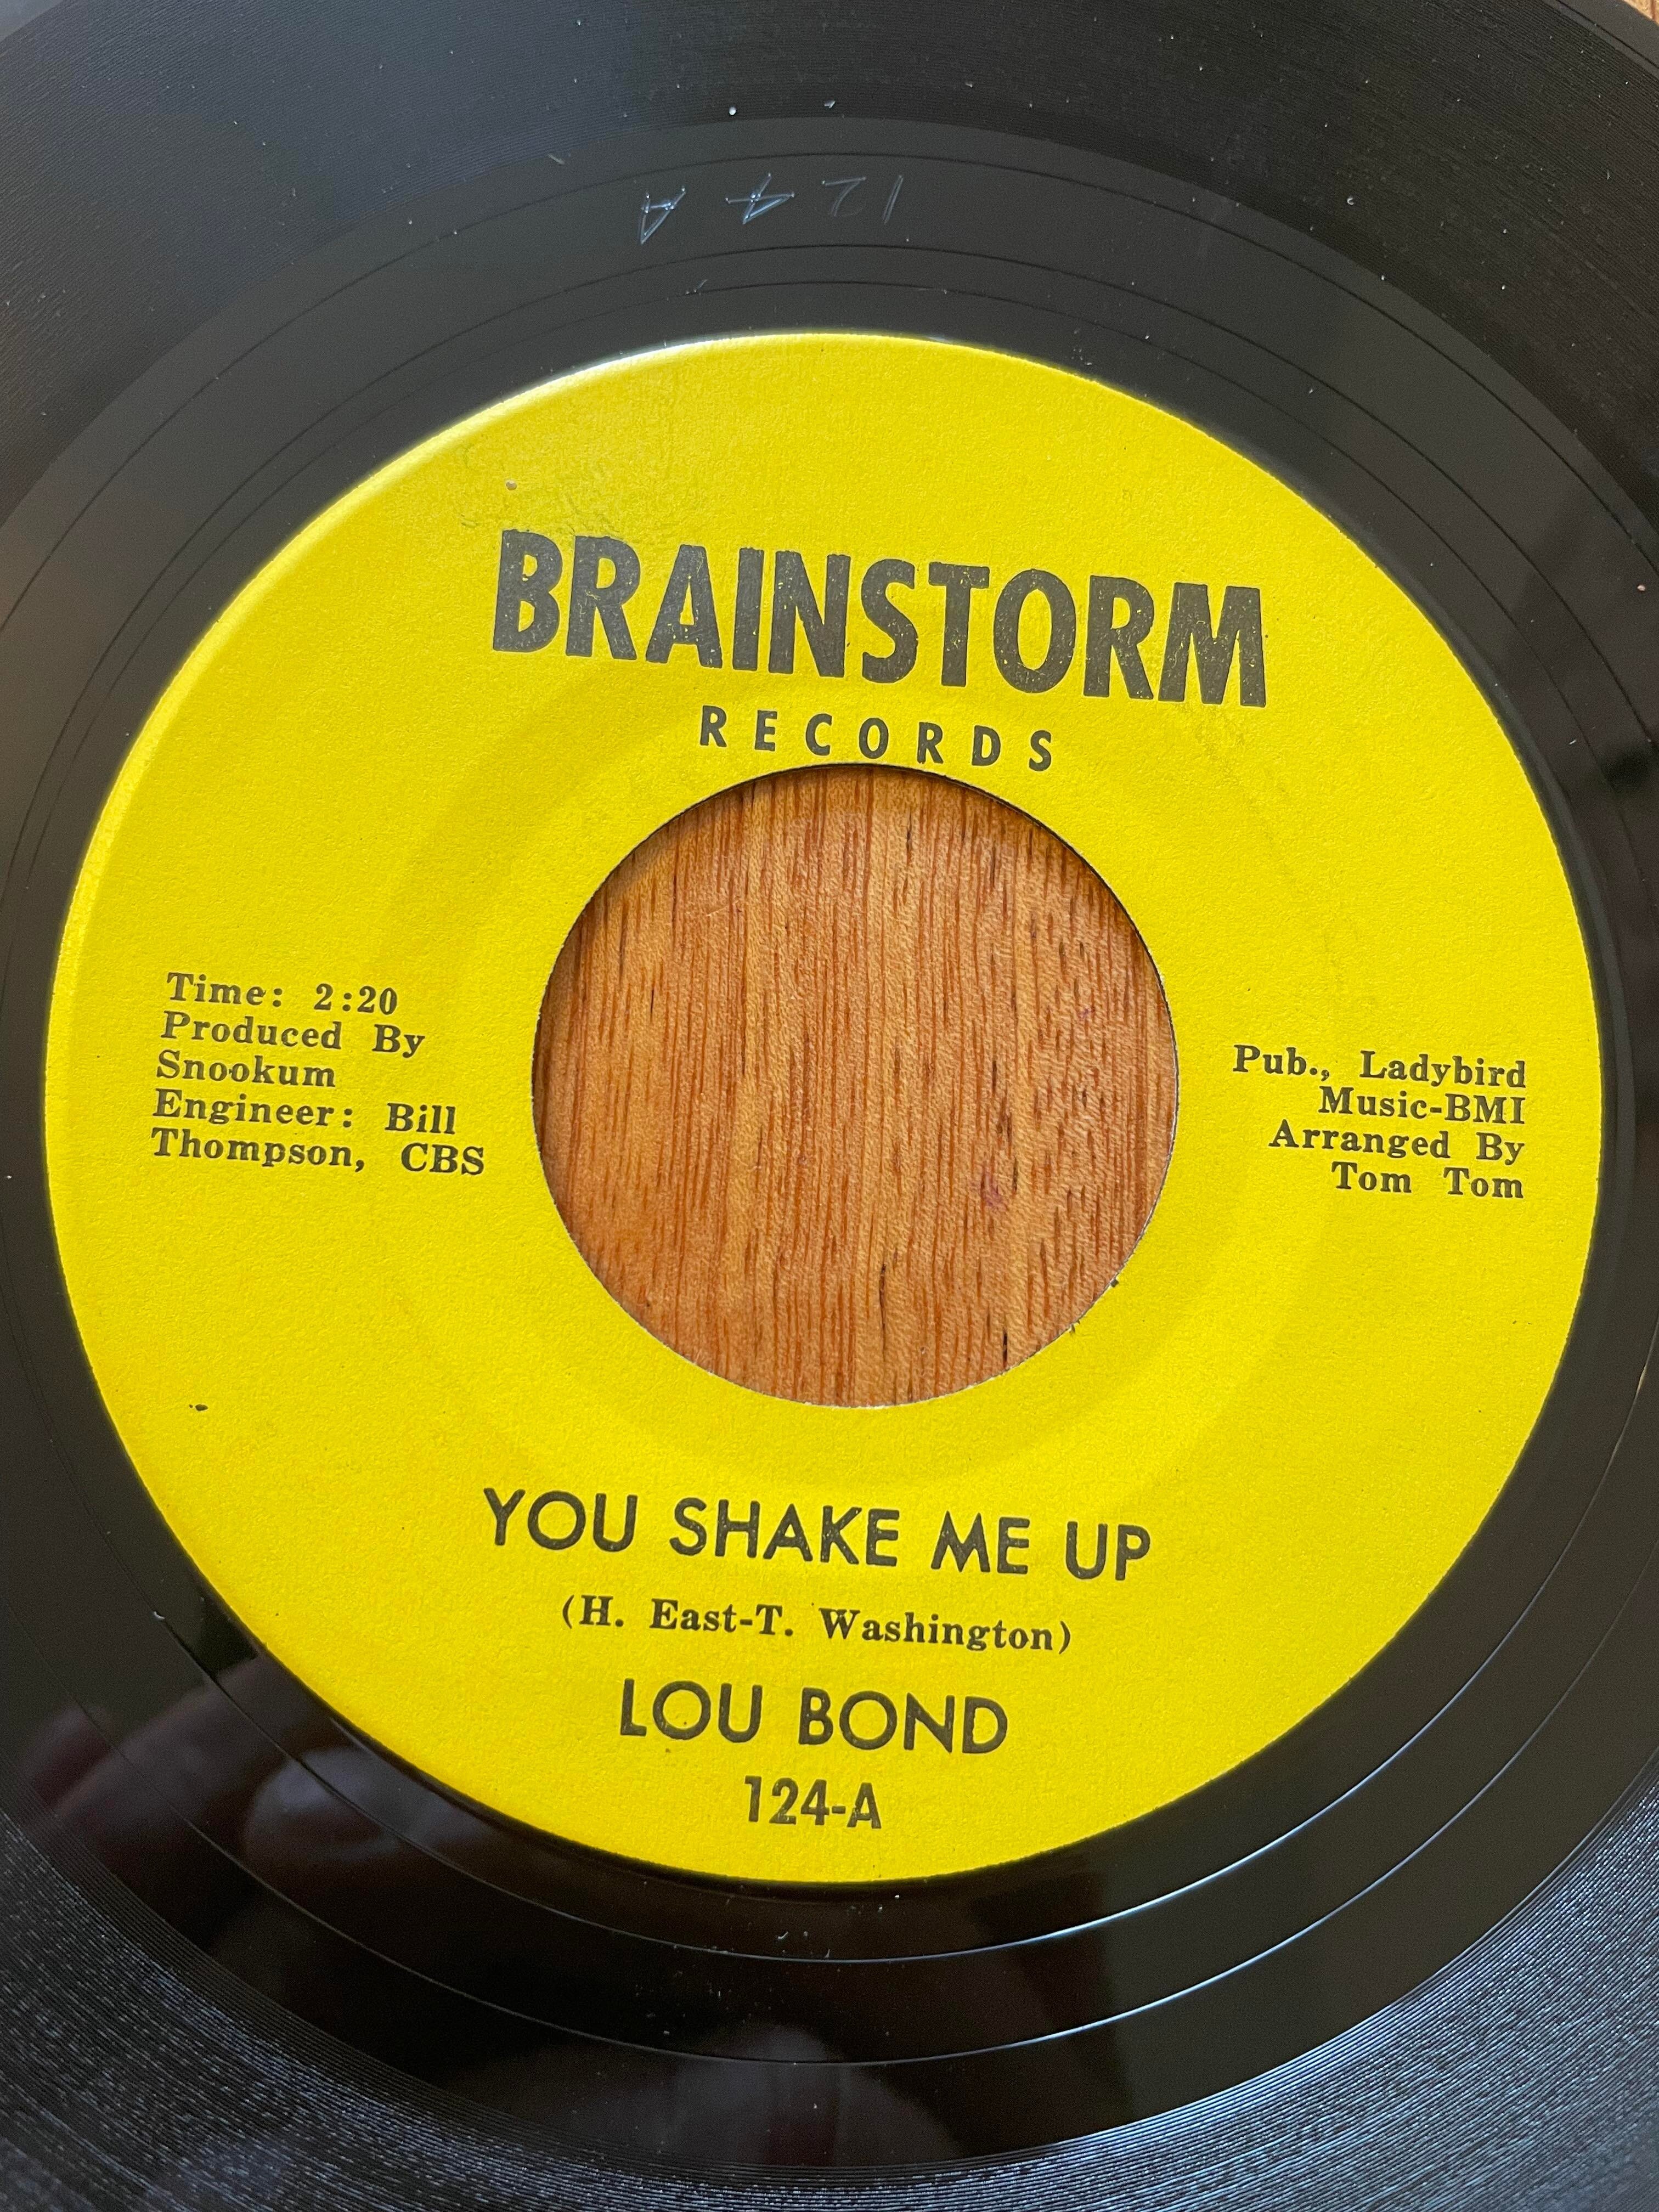 124A
BRAINSTORM
RECORDS
Time: 2:20
Produced By
Snookum
Engineer: Bill
Thompson, CBS
Pub., Ladybird
Music-BMI
Arranged By
Tom Tom
YOU SHAKE ME UP
(H. East-T. Washington)
LOU BOND
124-A